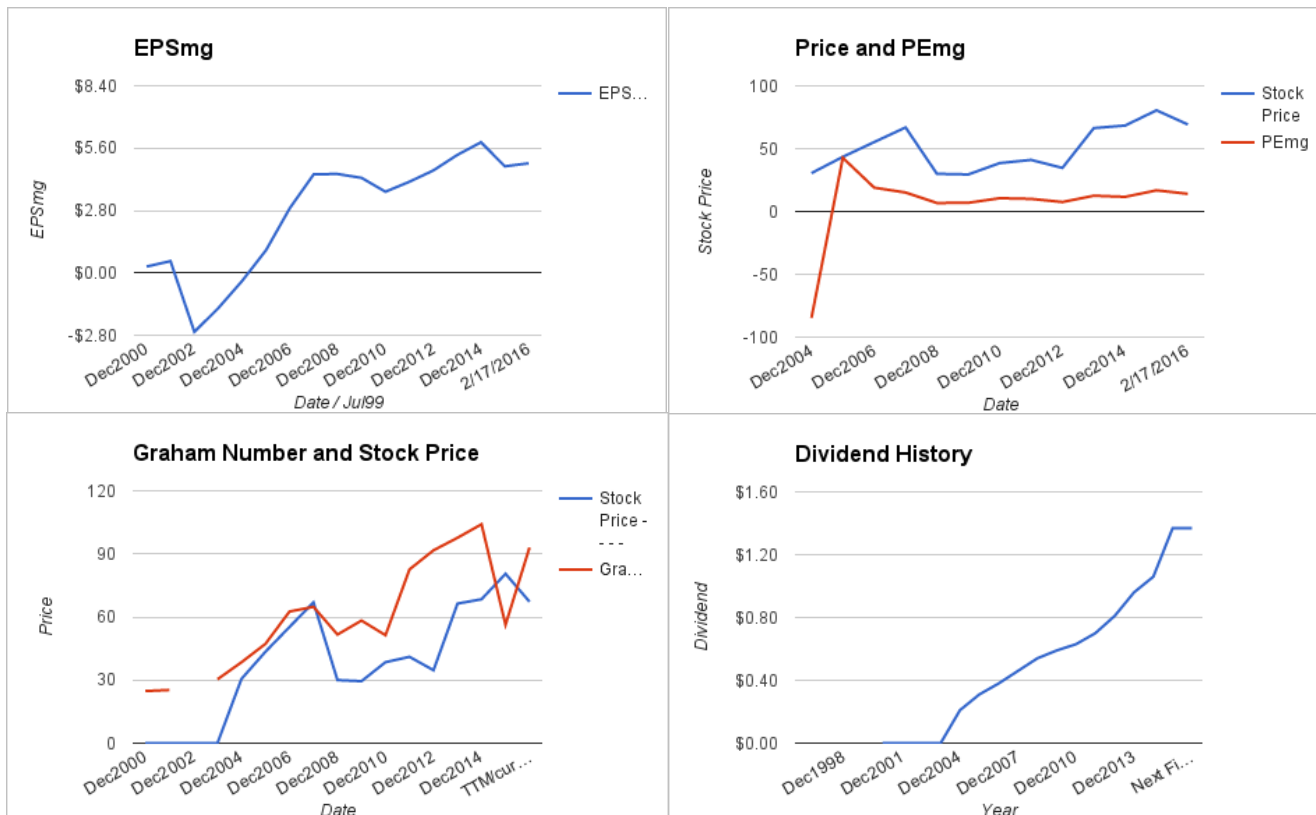 EPSmg
$8.40
$5.60
$2.80
$0.00
-$2.80
EPSmg
EPS...
Dec2000
Dec2002
Dec2004
Dec2006
Dec2008
Dec2010
Dec2012
Dec2014
2/17/2016
Date / Jul99
Price and PEmg
100
50
0
-50
-100
Stock Price
Stock
Price
PEmg
Dec2004
Dec2006
Dec2008
Dec2010
Dec2012
Dec2014
2/17/2016
Date
Graham Number and Stock Price
120
90
60
30
0
Price
Stock
Price -
- - -
Gra...
Dec2000
Dec2002
Dec2004
Dec2006
Dec2008
Dec2010
Dec2012
Dec2014
TTM/cur...
Date
Dividend History
$1.60
$1.20
$0.80
$0.40
$0.00
Dividend
Dec1998
Dec2001
Dec2004
Dec2007
Dec2010
Dec2013
Next Fi...
Year